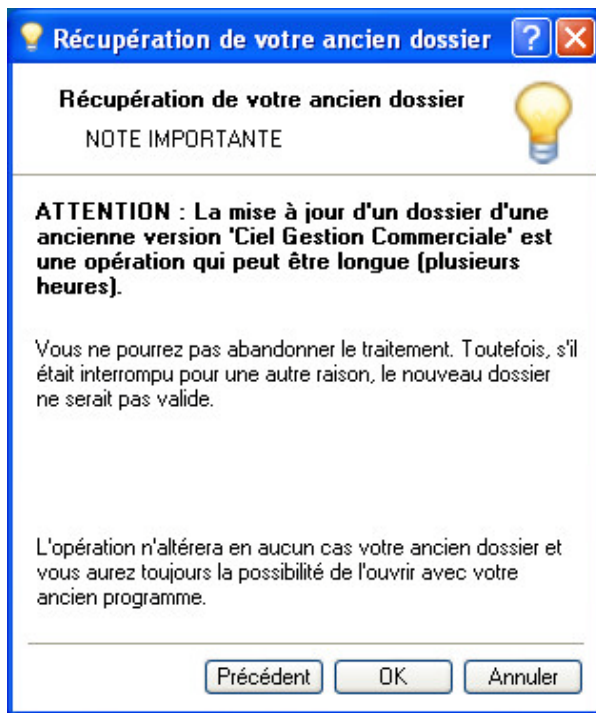 Récupération de votre ancien dossier
Récupération de votre ancien dossier
NOTE IMPORTANTE
ATTENTION : La mise à jour d'un dossier d'une
ancienne version 'Ciel Gestion Commerciale' est
une opération qui peut être longue (plusieurs
heures).
Vous ne pourrez pas abandonner le traitement. Toutefois, s'il
était interrompu pour une autre raison, le nouveau dossier
ne serait pas valide.
L'opération n'altérera en aucun cas votre ancien dossier et
vous aurez toujours la possibilité de l'ouvrir avec votre
ancien programme.
Précédent OK Annuler